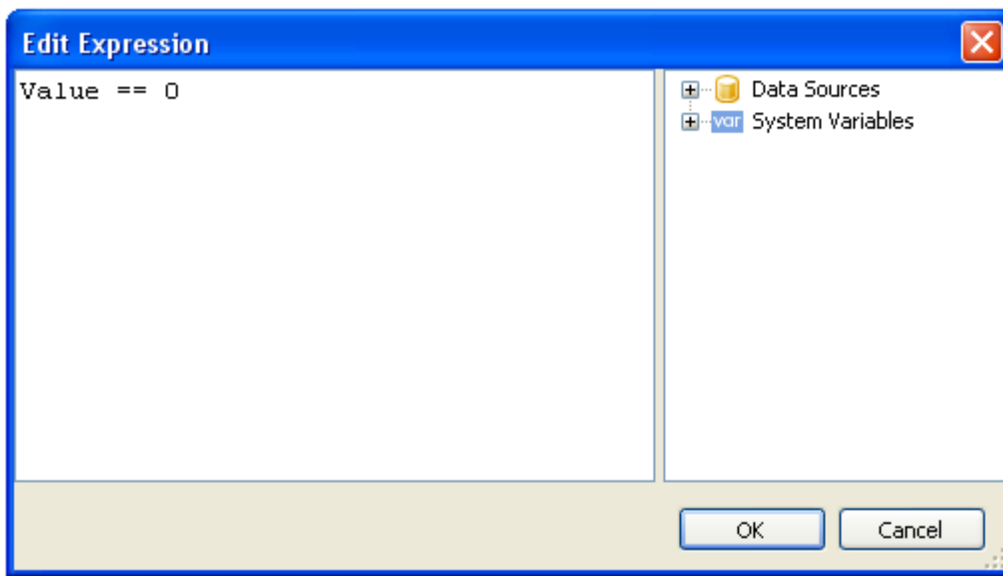 Edit Expression
Value == 0
Data Sources
var System Variables
OK
Cancel